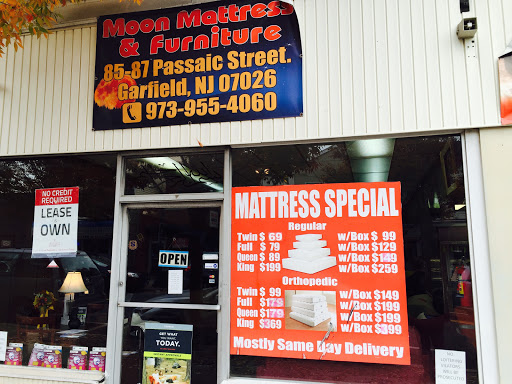 Moon Mattress
& Furniture
85-87 Passaic Street.
Garfield, NJ 07026
973-955-4060
NO CREDIT
REQUIRED
LEASE
OWN
OPEN
GET WHAT
YOU WANT,
TODAY.
MATTRESS SPECIAL
Regular
Twin $ 69 w/Box $ 99
Full $ 79 w/Box $129
Queen $ 89 w/Box $149
King $199 w/Box $259
Orthopedic
Twin $ 99 w/Box $149
Full $179 w/Box $199
Queen $179 w/Box $199
King $369 w/Box $399
Mostly Same Day Delivery